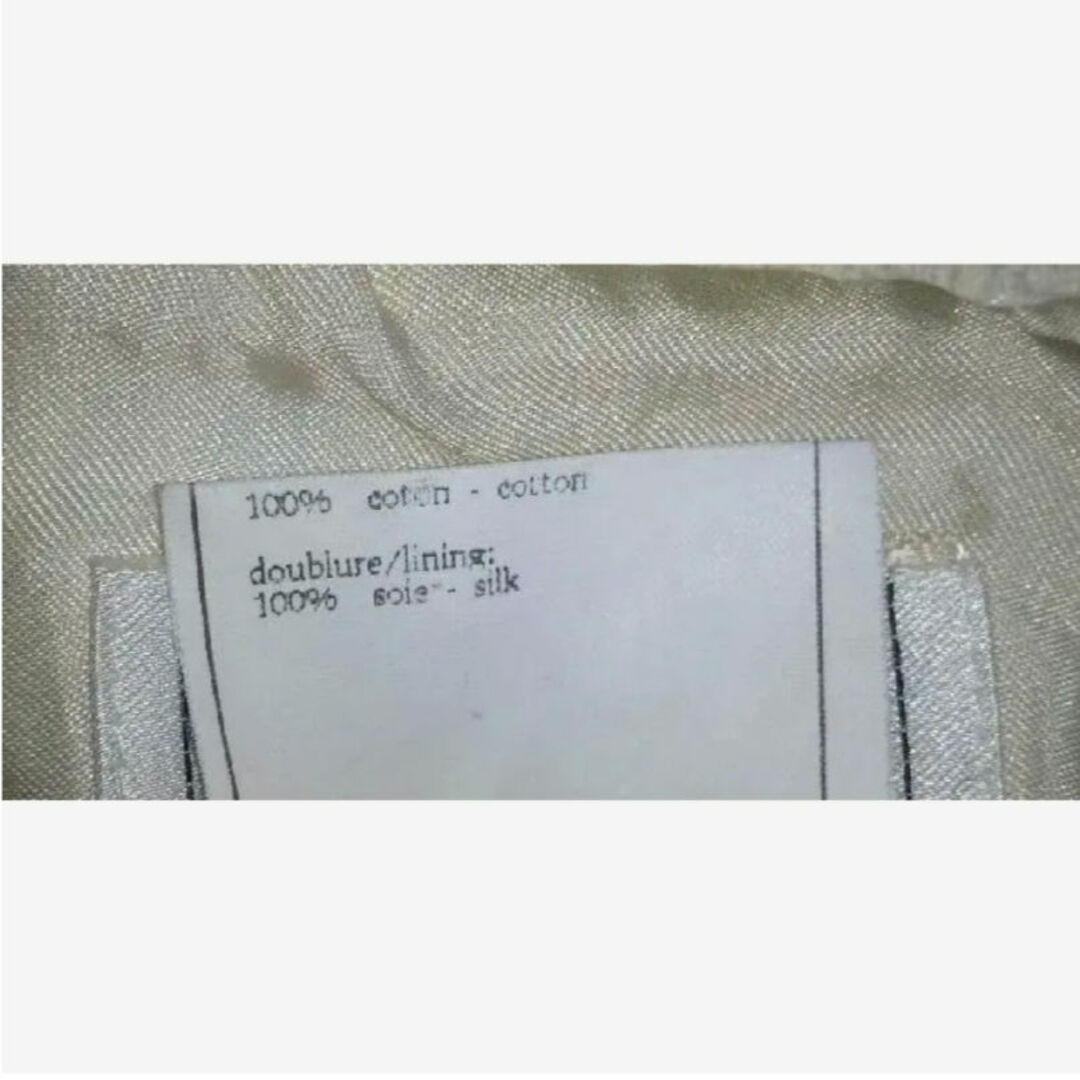 100% coton - cotton
doublure/lining:
100% soie - silk